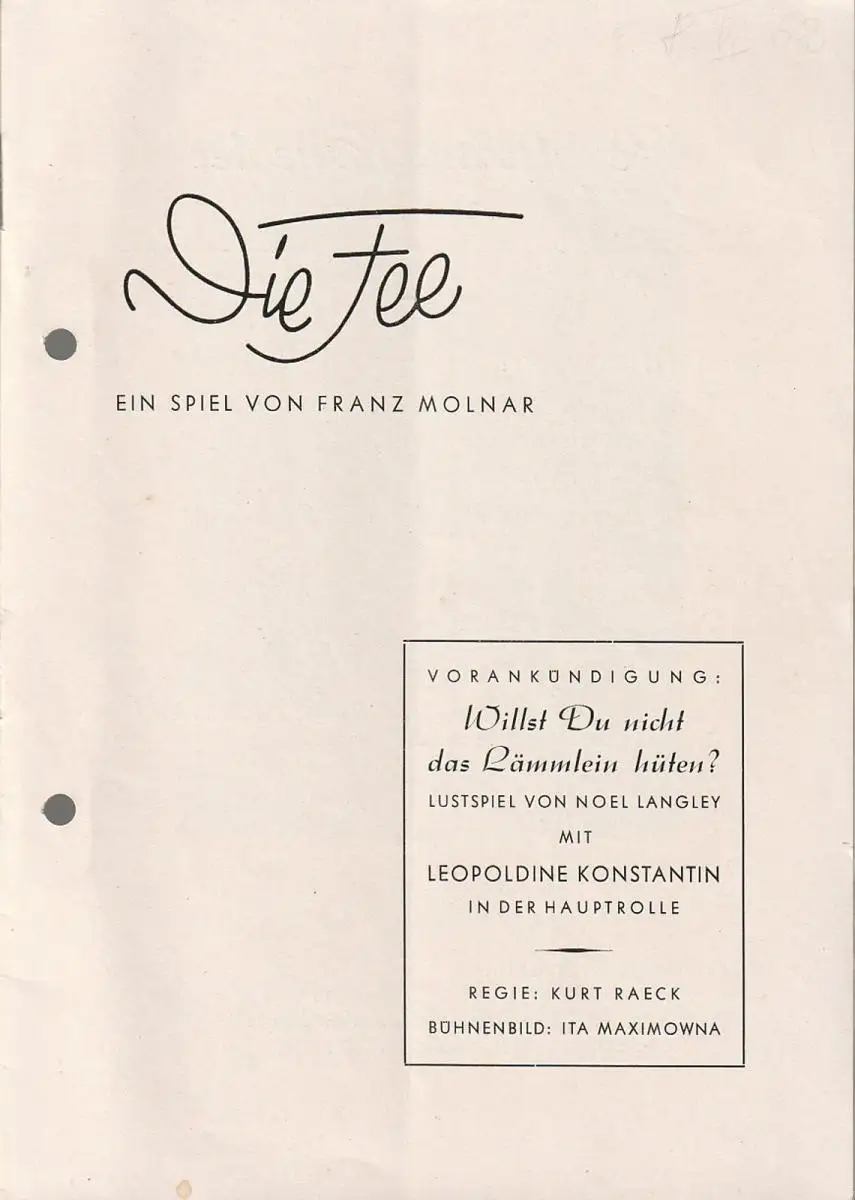 Die Fee
EIN SPIEL VON FRANZ MOLNAR
VORANKÜNDIGUNG:
Willst Du nicht
das Lämmlein hüten?
LUSTSPIEL VON NOEL LANGLEY
MIT
LEOPOLDINE KONSTANTIN
IN DER HAUPTROLLE
REGIE: KURT RAECK
BÜHNENBILD: ITA MAXIMOWNA